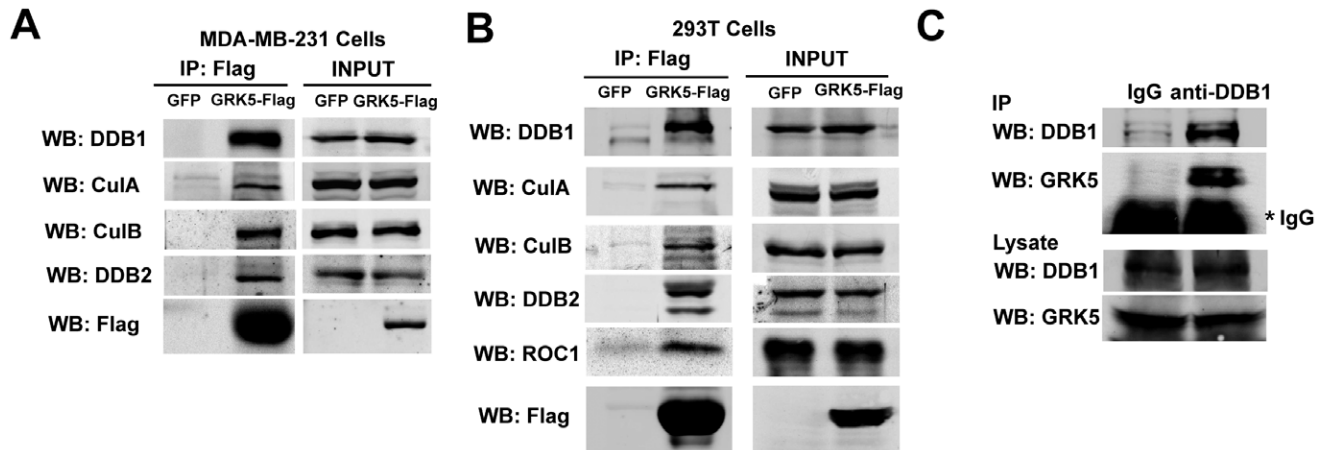 A
MDA-MB-231 Cells
IP: Flag INPUT
GFP GRK5-Flag GFP GRK5-Flag
WB: DDB1
WB: CulA
WB: CulB
WB: DDB2
WB: Flag
B
293T Cells
IP: Flag INPUT
GFP GRK5-Flag GFP GRK5-Flag
WB: DDB1
WB: CulA
WB: CulB
WB: DDB2
WB: ROC1
WB: Flag
C
IgG anti-DDB1
IP
WB: DDB1
WB: GRK5
* IgG
Lysate
WB: DDB1
WB: GRK5